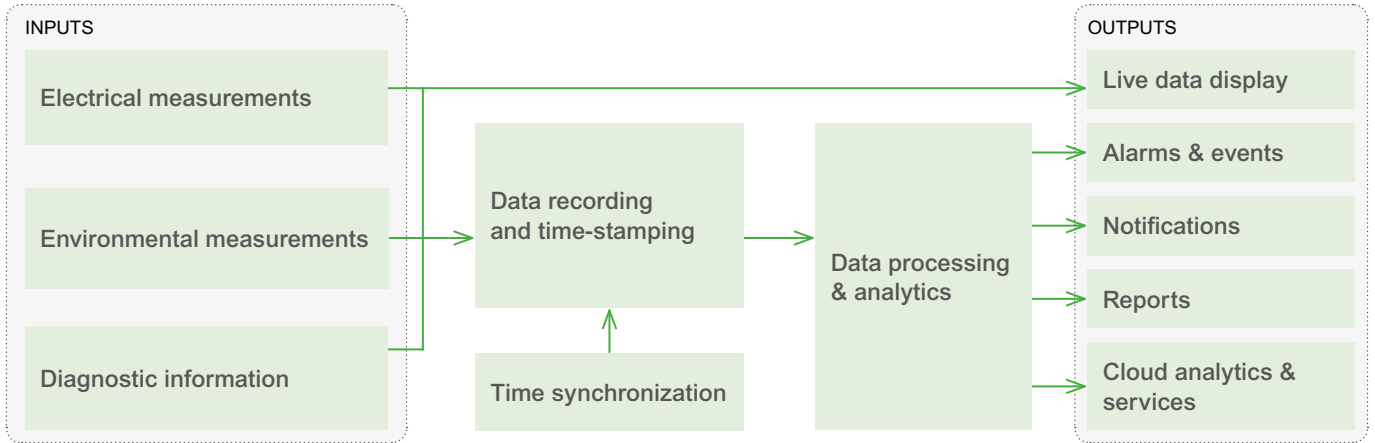 INPUTS
Electrical measurements
Environmental measurements
Diagnostic information
Data recording
and time-stamping
Time synchronization
Data processing
& analytics
OUTPUTS
Live data display
Alarms & events
Notifications
Reports
Cloud analytics &
services